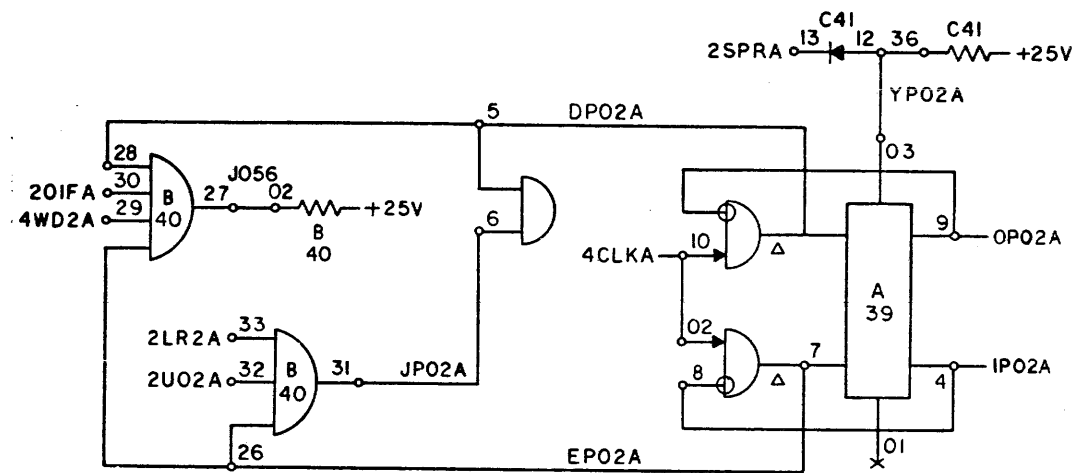 C41
C41
2SPRA 13 12 36 +25V
YP02A
5 DP02A
03
28
J056
20IFA 30 B 27 02
4WD2A 29 40 +25V
B
40
6
9 OP02A
4CLKA 10 Δ
A
39
2LR2A 33
02
7
2U02A 32 B 31 JP02A
40
8 Δ
4 IP02A
26 EP02A
01